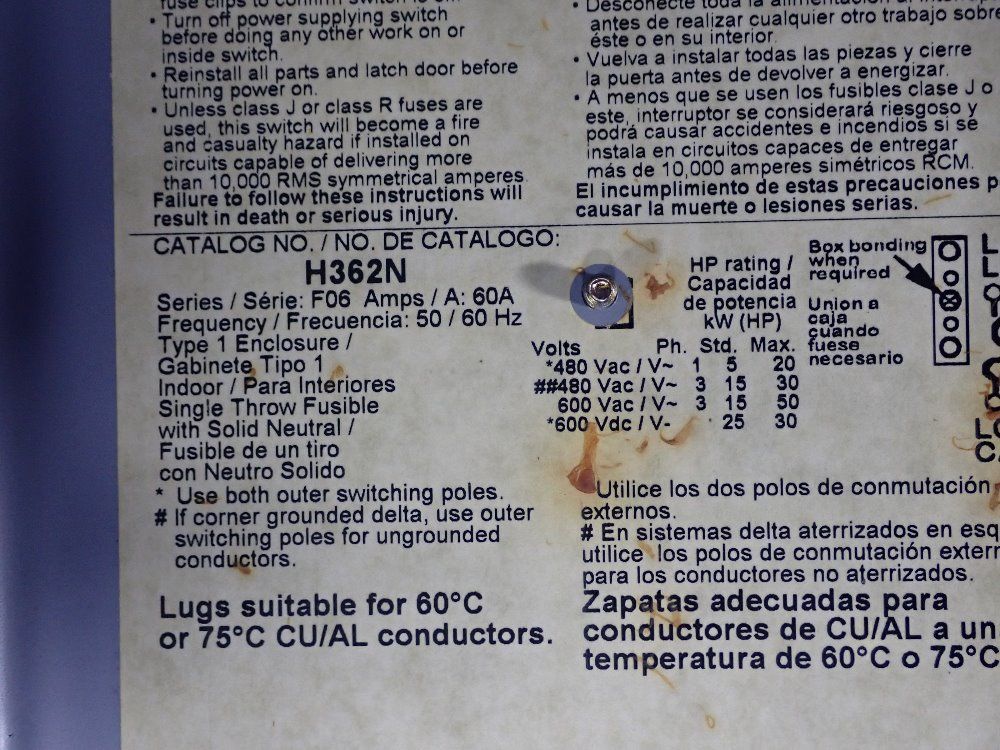 fuse clips to confirm switch is
• Turn off power supplying switch
before doing any other work on or
inside switch.
• Reinstall all parts and latch door before
turning power on.
• Unless class J or class R fuses are
used, this switch will become a fire
and casualty hazard if installed on
circuits capable of delivering more
than 10,000 RMS symmetrical amperes.
Failure to follow these instructions will
result in death or serious injury.
• Desconecte toda la alimentación al
antes de realizar cualquier otro trabajo sobre
éste o en su interior.
• Vuelva a instalar todas las piezas y cierre
la puerta antes de devolver a energizar.
• A menos que se usen los fusibles clase J o
este, interruptor se considerará riesgoso y
podrá causar accidentes e incendios si se
instala en circuitos capaces de entregar
más de 10,000 amperes simétricos RCM.
El incumplimiento de estas precauciones p
causar la muerte o lesiones serias.
CATALOG NO. / NO. DE CATALOGO:
H362N
Series / Série: F06 Amps / A: 60A
Frequency / Frecuencia: 50 / 60 Hz
Type 1 Enclosure /
Gabinete Tipo 1
Indoor / Para Interiores
Single Throw Fusible
with Solid Neutral /
Fusible de un tiro
con Neutro Solido
* Use both outer switching poles.
# If corner grounded delta, use outer
switching poles for ungrounded
conductors.
Lugs suitable for 60°C
or 75°C CU/AL conductors.
HP rating /
Capacidad
de potencia
kW (HP)
Volts Ph. Std. Max.
*480 Vac / V~ 1 5 20
##480 Vac / V~ 3 15 30
600 Vac / V~ 3 15 50
*600 Vdc / V- 25 30
Box bonding
when
required
Union a
caja
cuando
fuese
necesario
Utilice los dos polos de conmutación
externos.
# En sistemas delta aterrizados en esq
utilice los polos de conmutación extern
para los conductores no aterrizados.
Zapatas adecuadas para
conductores de CU/AL a un
temperatura de 60°C o 75°C